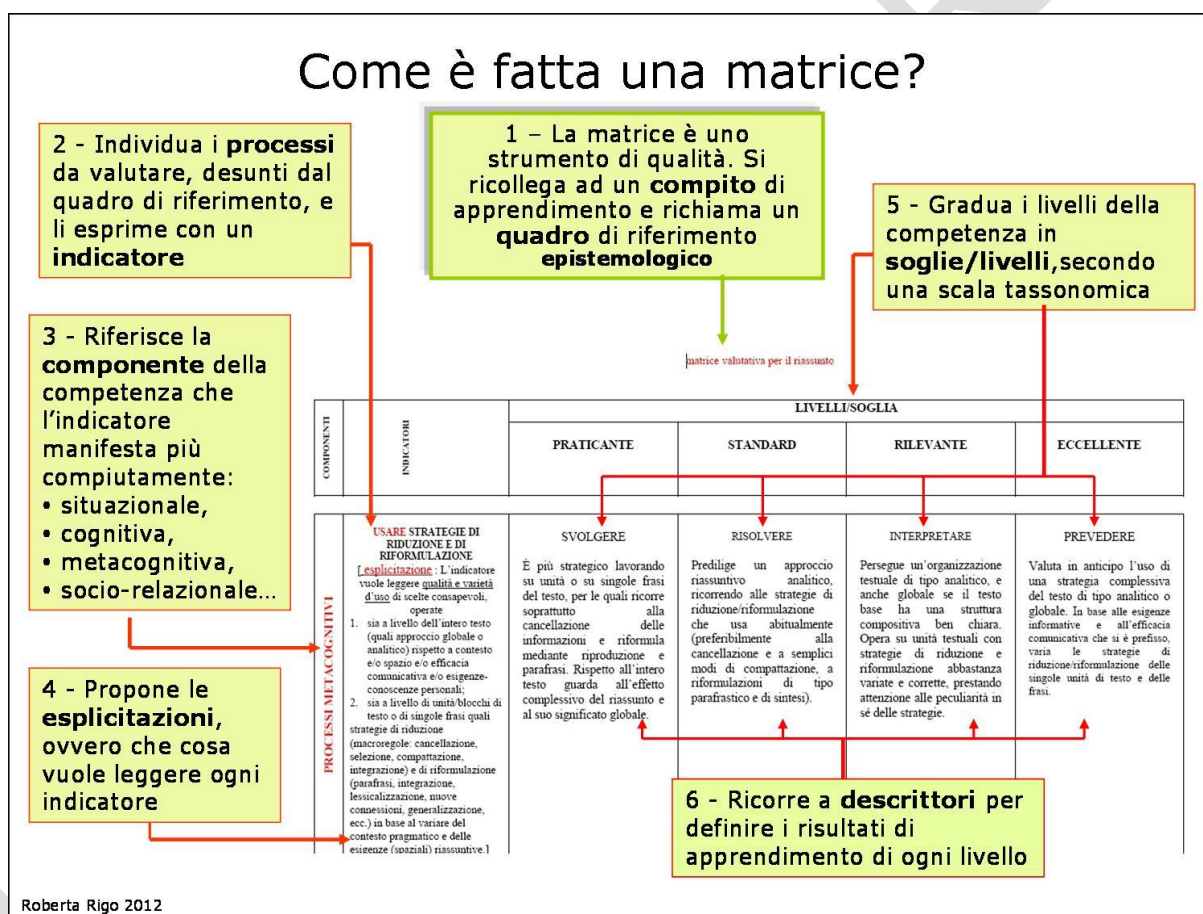 Come è fatta una matrice?
2 - Individua i processi
da valutare, desunti dal
quadro di riferimento, e
li esprime con un
indicatore
1 – La matrice è uno
strumento di qualità. Si
ricollega ad un compito di
apprendimento e richiama un
quadro di riferimento
epistemologico
5 - Gradua i livelli della
competenza in
soglie/livelli,secondo
una scala tassonomica
3 - Riferisce la
componente della
competenza che
l'indicatore
manifesta più
compiutamente:
• situazionale,
• cognitiva,
• metacognitiva,
• socio-relazionale...
4 - Propone le
esplicitazioni,
ovvero che cosa
vuole leggere ogni
indicatore
matrice valutativa per il riassunto
COMPONENTI
INDICATORI
LIVELLI/SOGLIA
PRATICANTE
STANDARD
RILEVANTE
ECCELLENTE
PROCESSI METACOGNITIVI
USARE STRATEGIE DI
RIDUZIONE E DI
RIFORMULAZIONE
[ esplicitazione : L'indicatore
vuole leggere qualità e varietà
d'uso di scelte consapevoli,
operate
1. sia a livello dell'intero testo
(quali approccio globale o
analitico) rispetto a contesto
e/o spazio e/o efficacia
comunicativa e/o esigenze-
conoscenze personali;
2. sia a livello di unità/blocchi di
testo o di singole frasi quali
strategie di riduzione
(macroregole: cancellazione,
selezione, compattazione,
integrazione) e di riformulazione
(parafrasi, integrazione,
lessicalizzazione, nuove
connessioni, generalizzazione,
ecc.) in base al variare del
contesto pragmatico e delle
esigenze (spaziali) riassuntive.]
SVOLGERE
È più strategico lavorando
su unità o su singole frasi
del testo, per le quali ricorre
soprattutto alla
cancellazione delle
informazioni e riformula
mediante riproduzione e
parafrasi. Rispetto all'intero
testo guarda all'effetto
complessivo del riassunto e
al suo significato globale.
RISOLVERE
Predilige un approccio
riassuntivo analitico,
ricorrendo alle strategie di
riduzione/riformulazione
che usa abitualmente
(preferibilmente alla
cancellazione e a semplici
modi di compattazione, a
riformulazioni di tipo
parafrastico e di sintesi).
INTERPRETARE
Persegue un'organizzazione
testuale di tipo analitico, e
anche globale se il testo
base ha una struttura
compositiva ben chiara.
Opera su unità testuali con
strategie di riduzione e
riformulazione abbastanza
variate e corrette, prestando
attenzione alle peculiarità in
sé delle strategie.
PREVEDERE
Valuta in anticipo l'uso di
una strategia complessiva
del testo di tipo analitico o
globale. In base alle esigenze
informative e all'efficacia
comunicativa che si è prefisso,
varia le strategie di
riduzione/riformulazione delle
singole unità di testo e delle
frasi.
6 - Ricorre a descrittori per
definire i risultati di
apprendimento di ogni livello
Roberta Rigo 2012